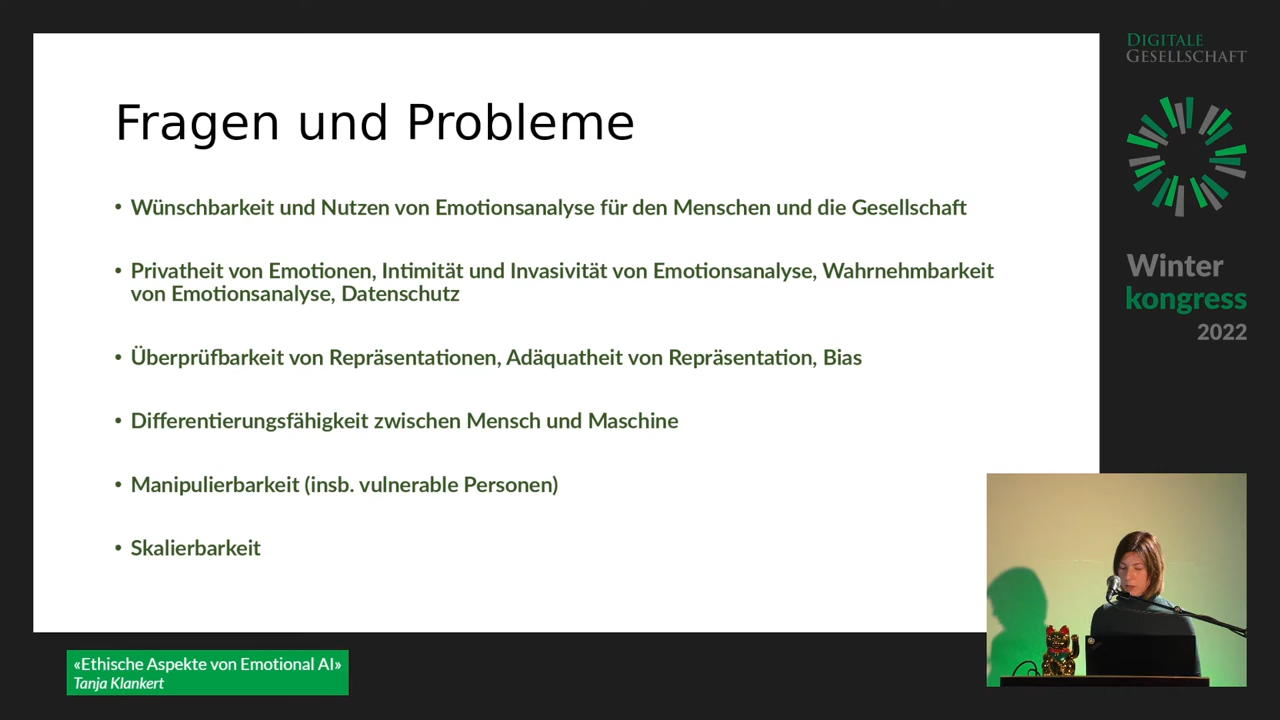 Fragen und Probleme
• Wünschbarkeit und Nutzen von Emotionsanalyse für den Menschen und die Gesellschaft
• Privatheit von Emotionen, Intimität und Invasivität von Emotionsanalyse, Wahrnehmbarkeit
von Emotionsanalyse, Datenschutz
• Überprüfbarkeit von Repräsentationen, Adäquatheit von Repräsentation, Bias
• Differentierungsfähigkeit zwischen Mensch und Maschine
• Manipulierbarkeit (insb. vulnerable Personen)
• Skalierbarkeit
DIGITALE
GESELLSCHAFT
Winter
kongress
2022
«Ethische Aspekte von Emotional AI»
Tanja Klankert